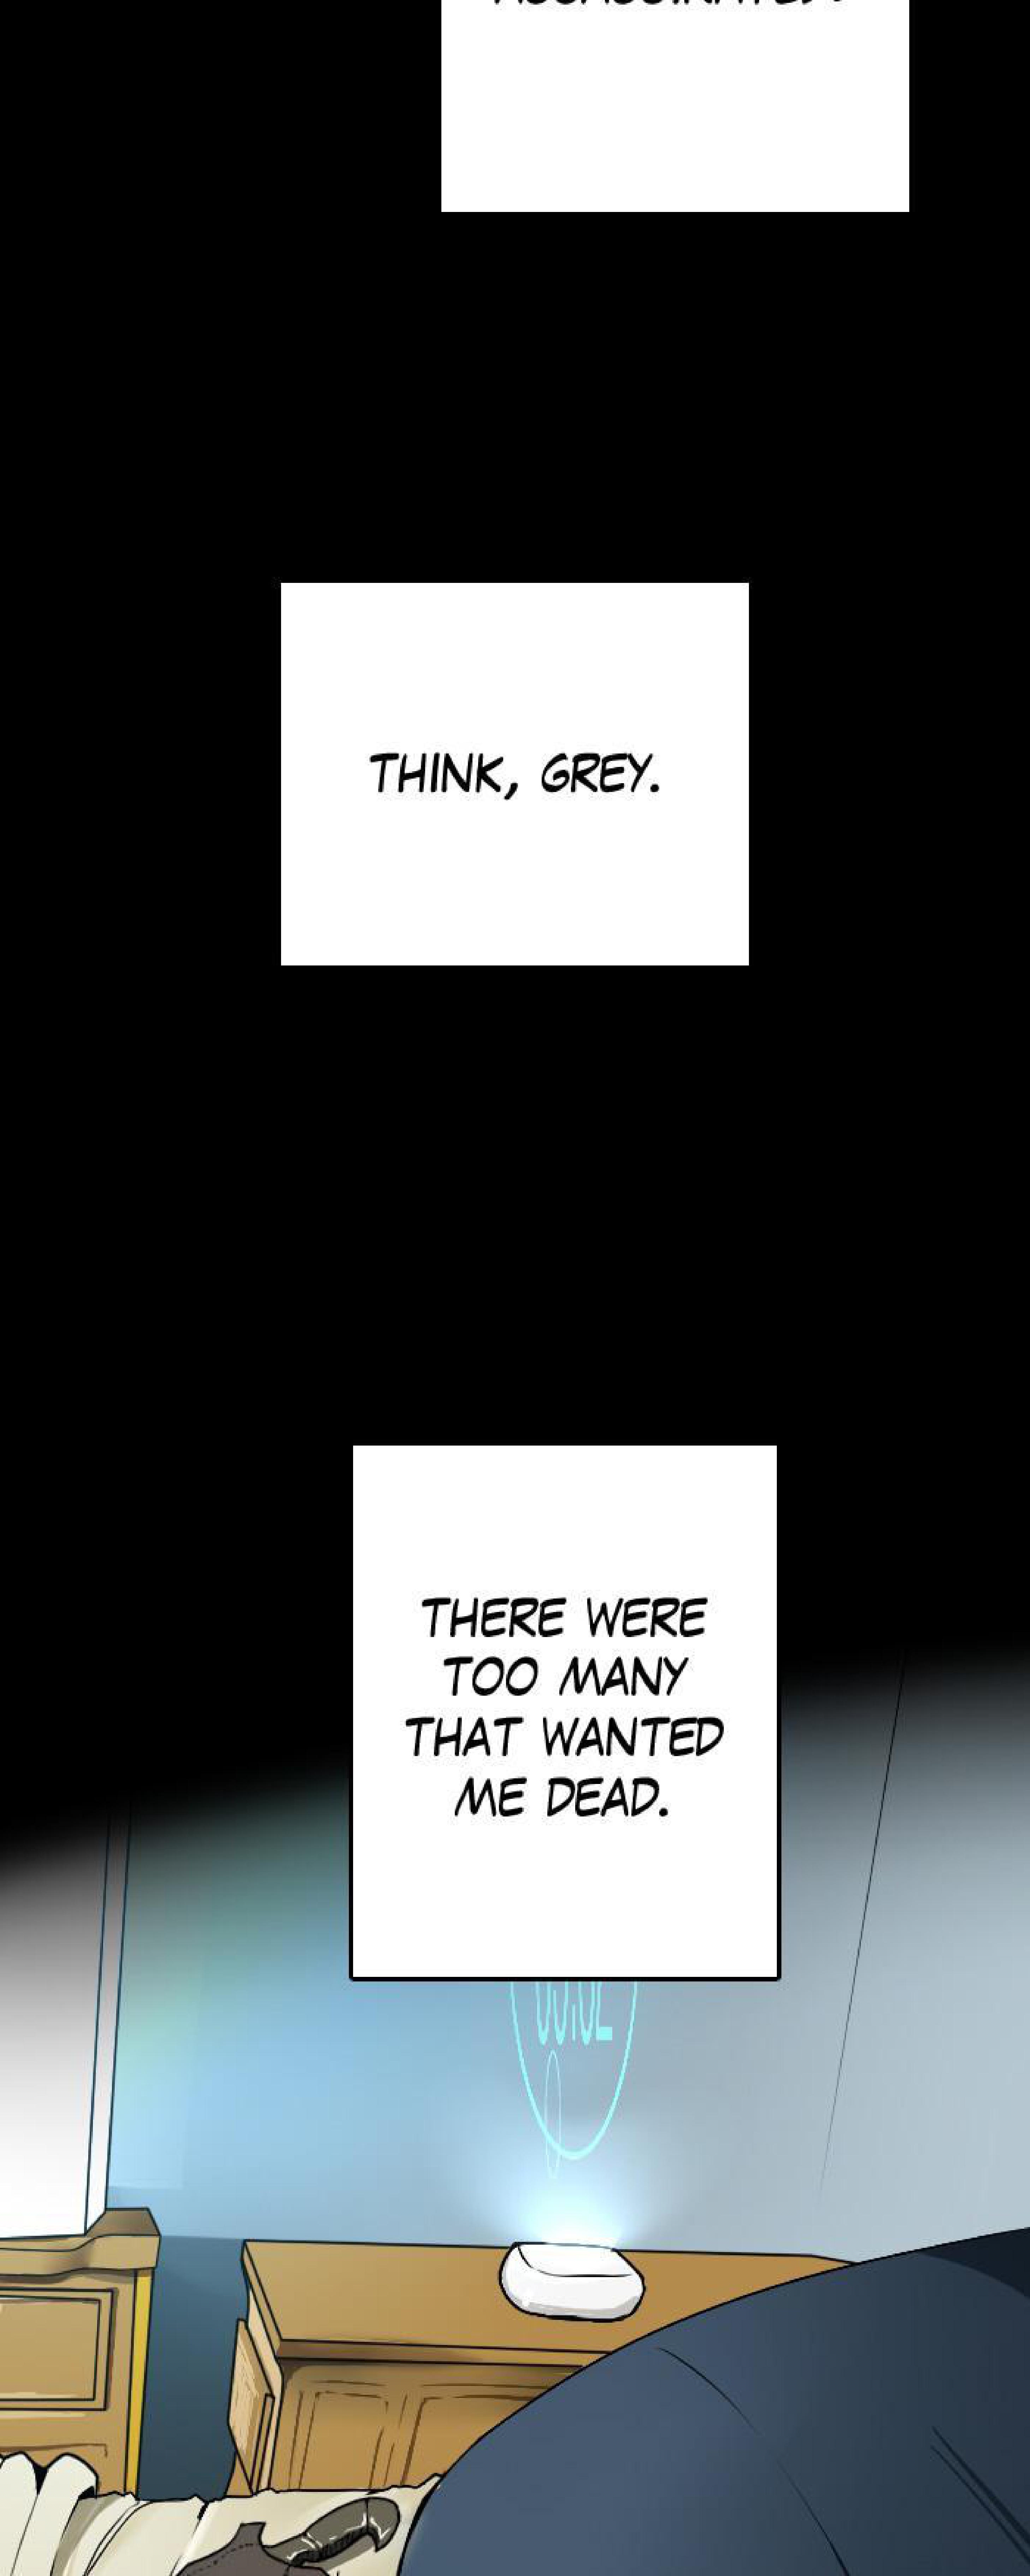 THINK, GREY.
THERE WERE
TOO MANY
THAT WANTED
ME DEAD.